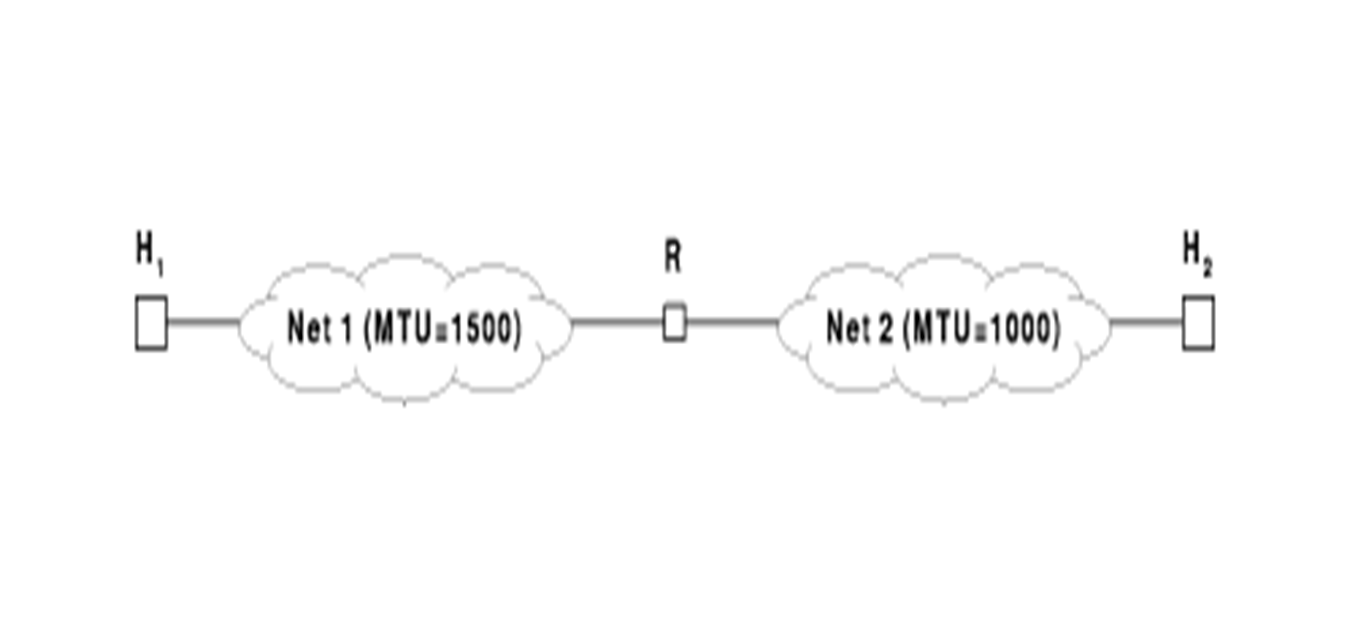 H₁
R
H₂
Net 1 (MTU=1500)
Net 2 (MTU=1000)